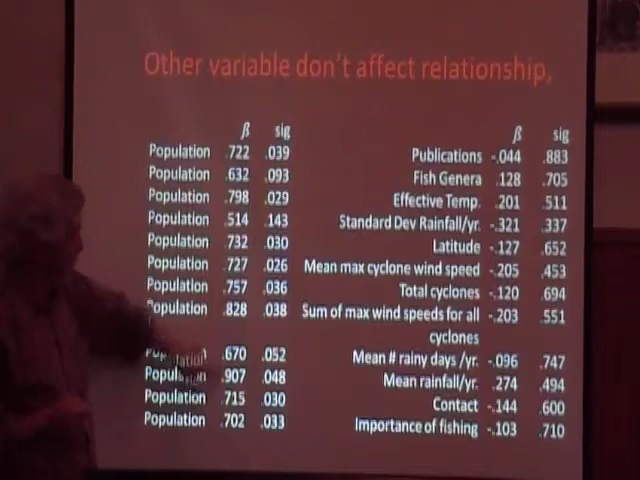 Other variable don't affect relationship,
β sig β sig
Population .722 .039 Publications -.044 .883
Population .632 .093 Fish Genera .128 .705
Population .798 .029 Effective Temp. .201 .511
Population .514 .143 Standard Dev Rainfall/yr. -.321 .337
Population .732 .030 Latitude -.127 .652
Population .727 .026 Mean max cyclone wind speed -.205 .453
Population .757 .036 Total cyclones -.120 .694
Population .828 .038 Sum of max wind speeds for all -.203 .551
cyclones
Population .670 .052 Mean # rainy days /yr. -.096 .747
Population .907 .048 Mean rainfall/yr. .274 .494
Population .715 .030 Contact -.144 .600
Population .702 .033 Importance of fishing -.103 .710